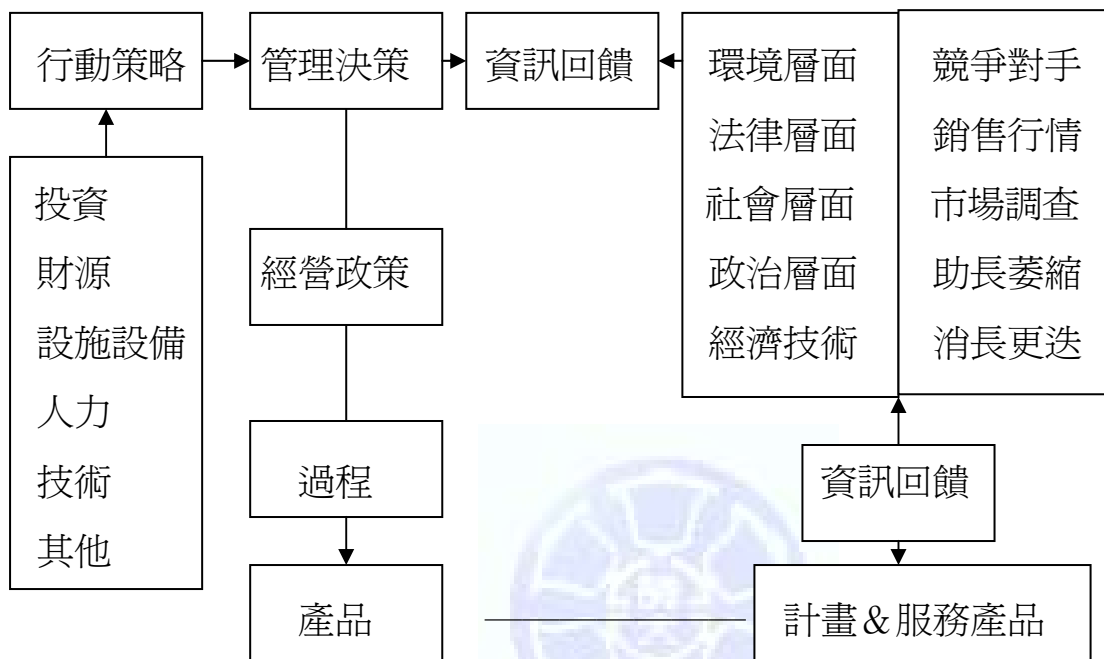 行動策略
管理決策
資訊回饋
環境層面
法律層面
社會層面
政治層面
經濟技術
競爭對手
銷售行情
市場調查
助長萎縮
消長更迭
投資
財源
設施設備
人力
技術
其他
經營政策
過程
資訊回饋
產品
計畫＆服務產品